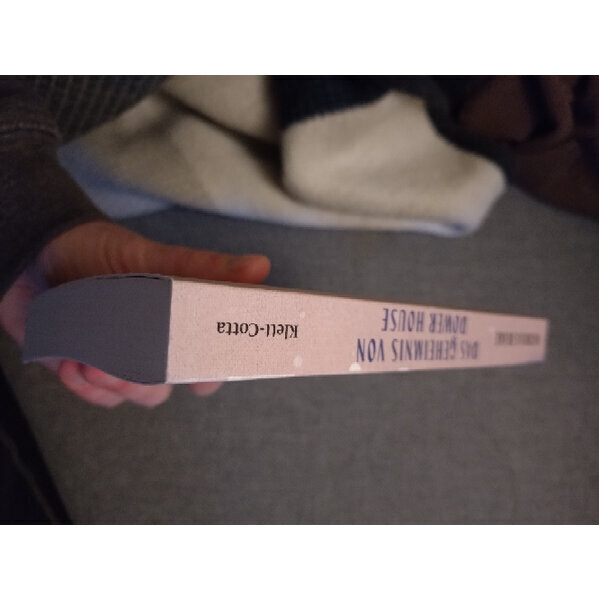 DAS GEHEIMNIS VON
DOWER HOUSE
Klett-Cotta